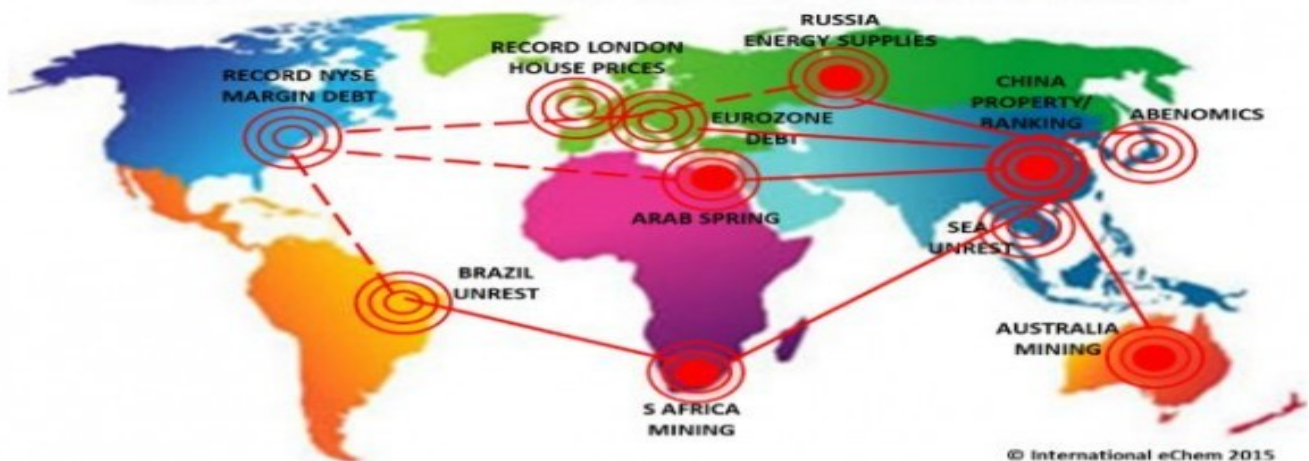 RUSSIA
ENERGY SUPPLIES
RECORD LONDON
HOUSE PRICES
RECORD NYSE
MARGIN DEBT
CHINA
PROPERTY/
BANKING
ABENOMICS
EUROZONE
DEBT
ARAB SPRING
SEA
UNREST
BRAZIL
UNREST
AUSTRALIA
MINING
S AFRICA
MINING
© International eChem 2015